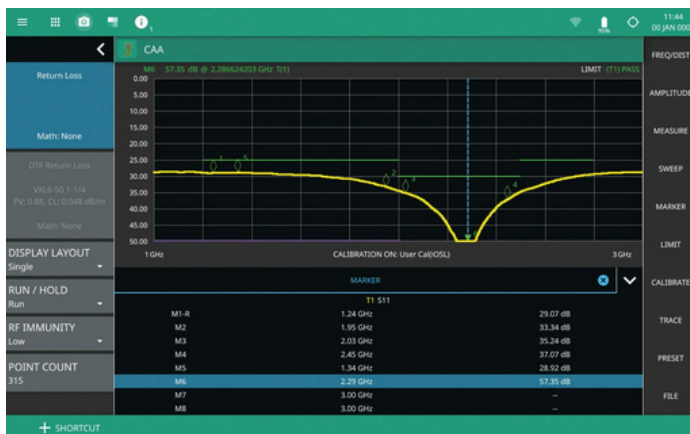 95%
11:44
00 JAN 000
CAA
FREQ/DIST
AMPLITUDE
MEASURE
SWEEP
MARKER
LIMIT
CALIBRATE
TRACE
PRESET
FILE
Return Loss
Math: None
DTF Return Loss
VXL6-50 1-1/4
PV: 0.88, CL: 0.048 dB/m
Math: None
DISPLAY LAYOUT
Single
RUN / HOLD
Run
RF IMMUNITY
Low
POINT COUNT
315
M6 57.35 dB @ 2.286624203 GHz T(1)
LIMIT (T1) PASS
0.00
5.00
10.00
15.00
20.00
25.00
30.00
35.00
40.00
45.00
50.00
1 GHz CALIBRATION ON: User Cal(IOSL) 3 GHz
MARKER
T1 S11
M1-R 1.24 GHz 29.07 dB
M2 1.95 GHz 33.34 dB
M3 2.03 GHz 35.24 dB
M4 2.45 GHz 37.07 dB
M5 1.34 GHz 28.92 dB
M6 2.29 GHz 57.35 dB
M7 3.00 GHz --
M8 3.00 GHz --
+ SHORTCUT